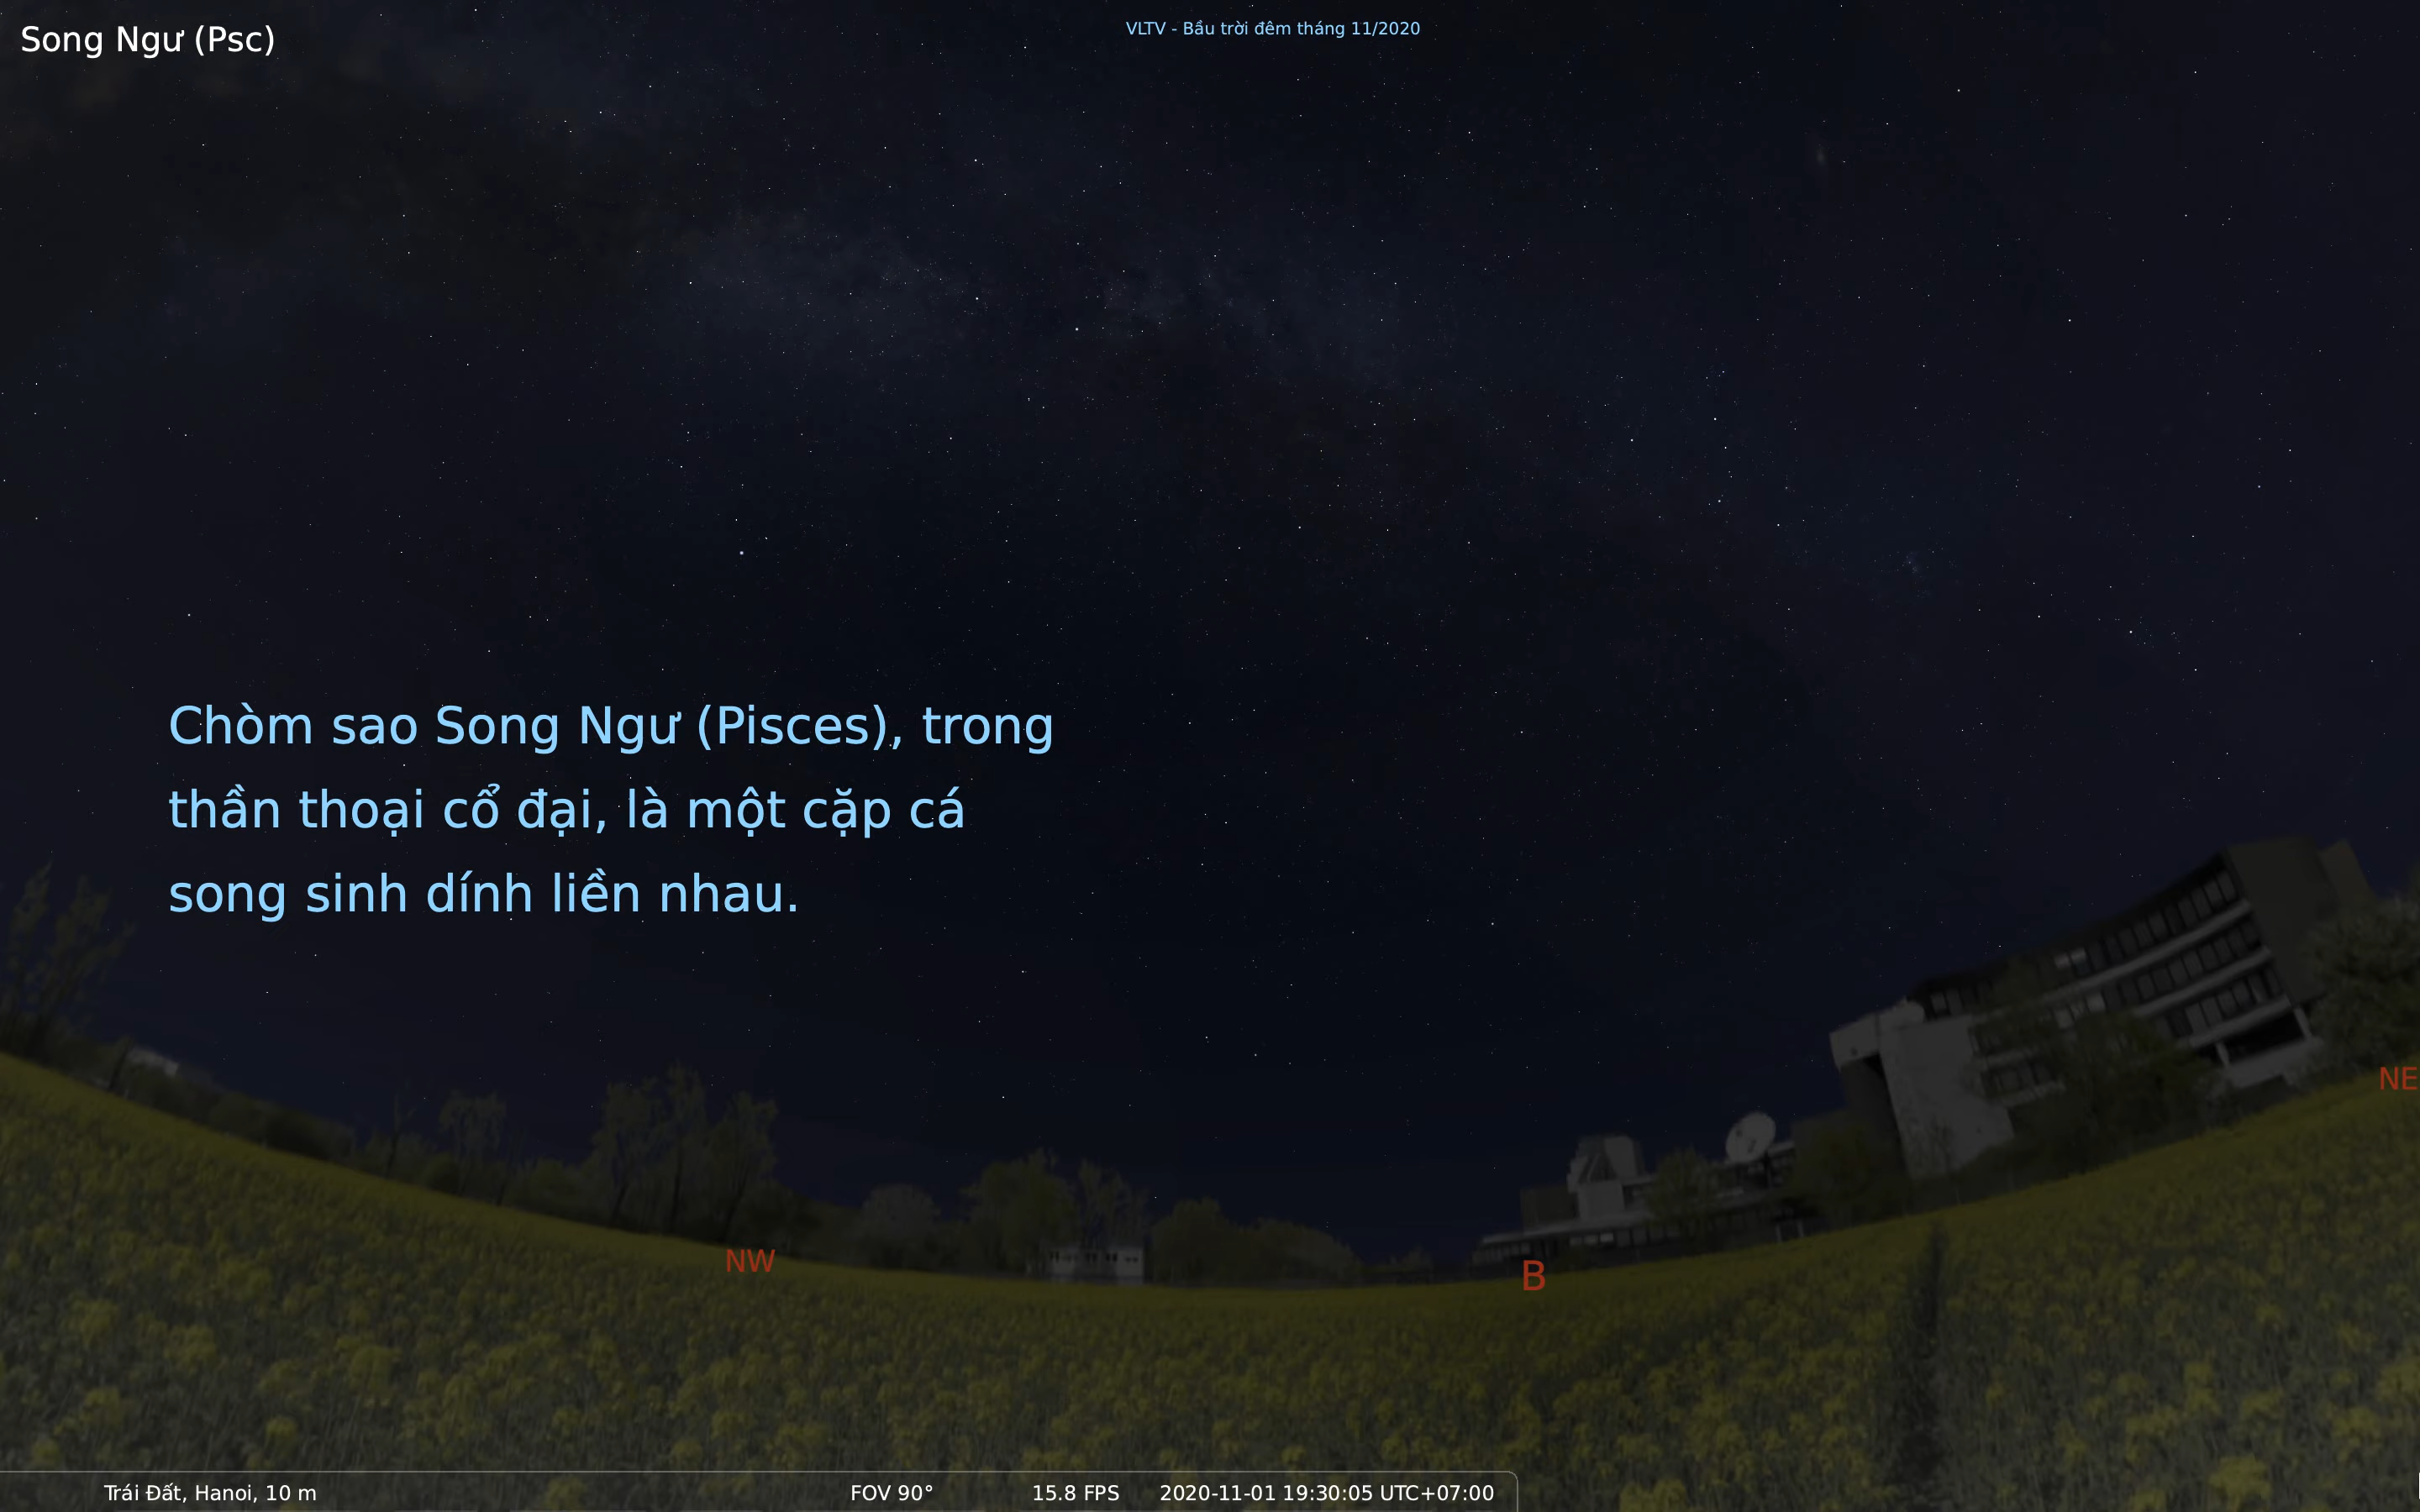 Song Ngư (Psc)
VLTV - Bầu trời đêm tháng 11/2020
Chòm sao Song Ngư (Pisces), trong
thần thoại cổ đại, là một cặp cá
song sinh dính liền nhau.
NE
NW
B
Trái Đất, Hanoi, 10 m
FOV 90°
15.8 FPS
2020-11-01 19:30:05 UTC+07:00